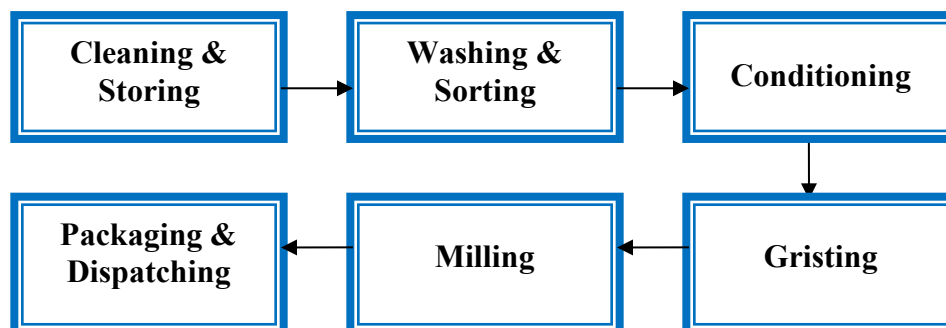 Cleaning &
Storing
Washing &
Sorting
Conditioning
Gristing
Milling
Packaging &
Dispatching